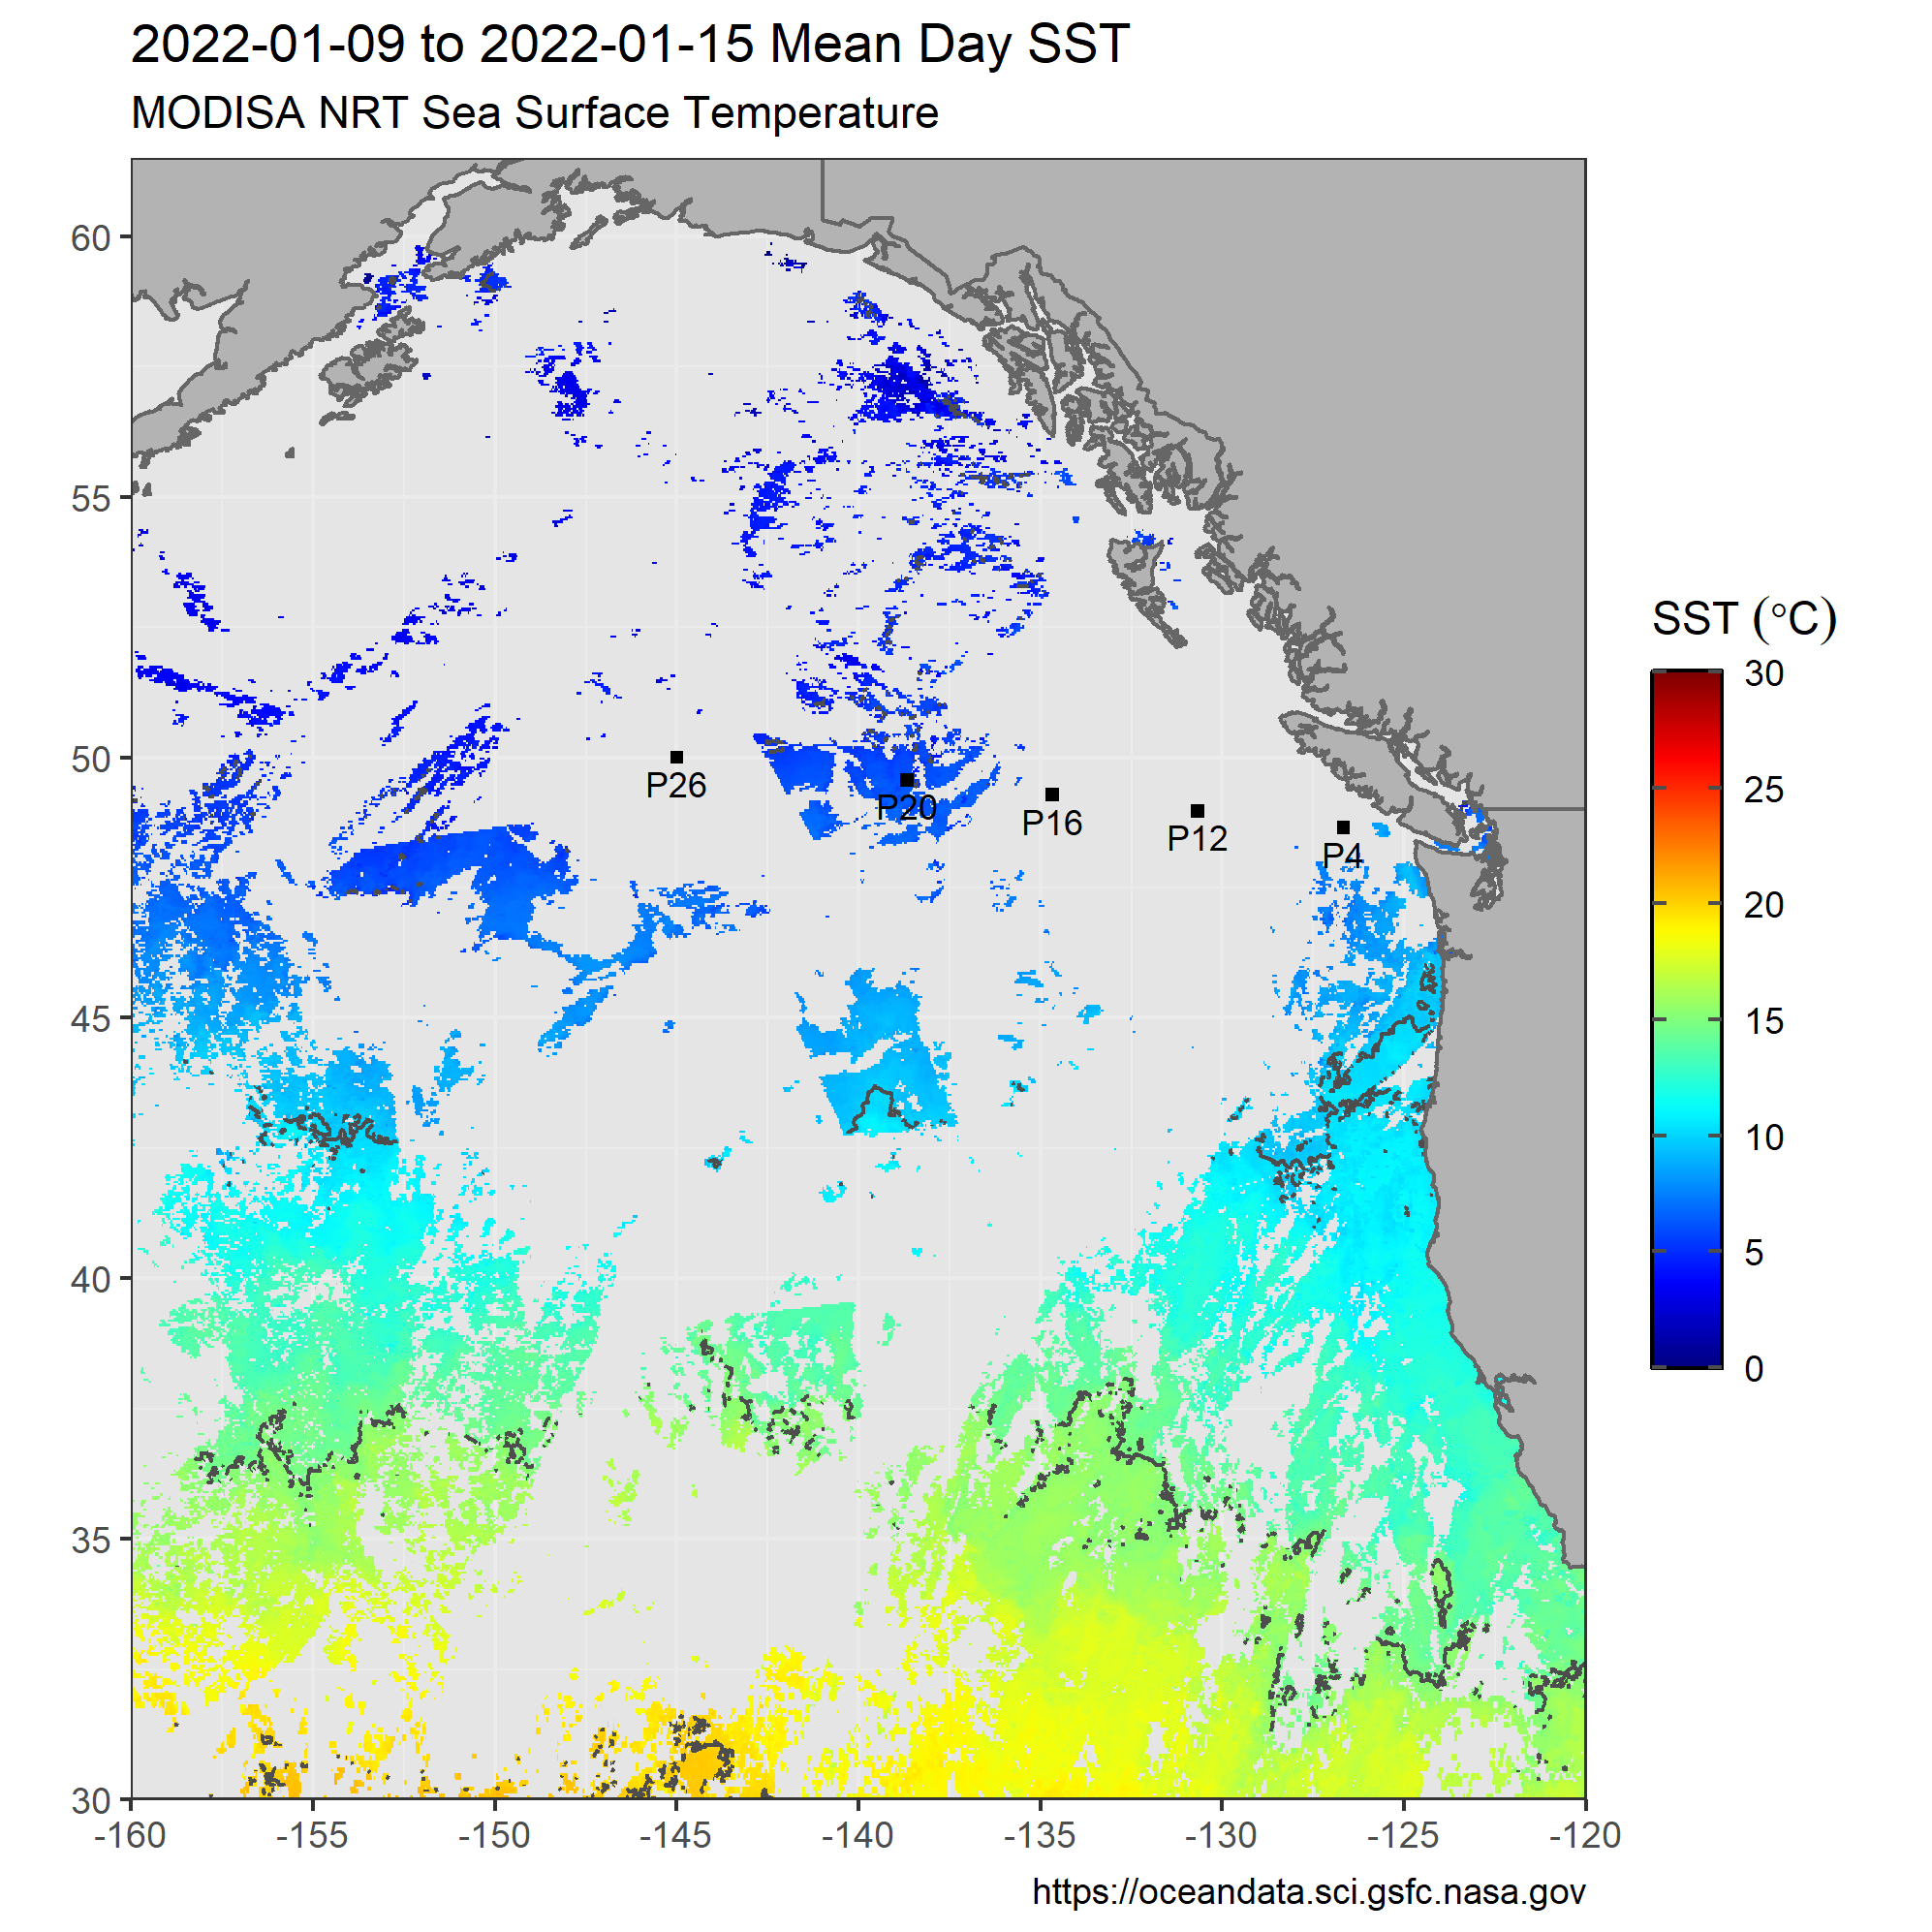 2022-01-09 to 2022-01-15 Mean Day SST
MODISA NRT Sea Surface Temperature
60
55
50
45
40
35
30
P26
P20
P16
P12
P4
SST (°C)
30
25
20
15
10
5
0
-160
-155
-150
-145
-140
-135
-130
-125
-120
https://oceandata.sci.gsfc.nasa.gov